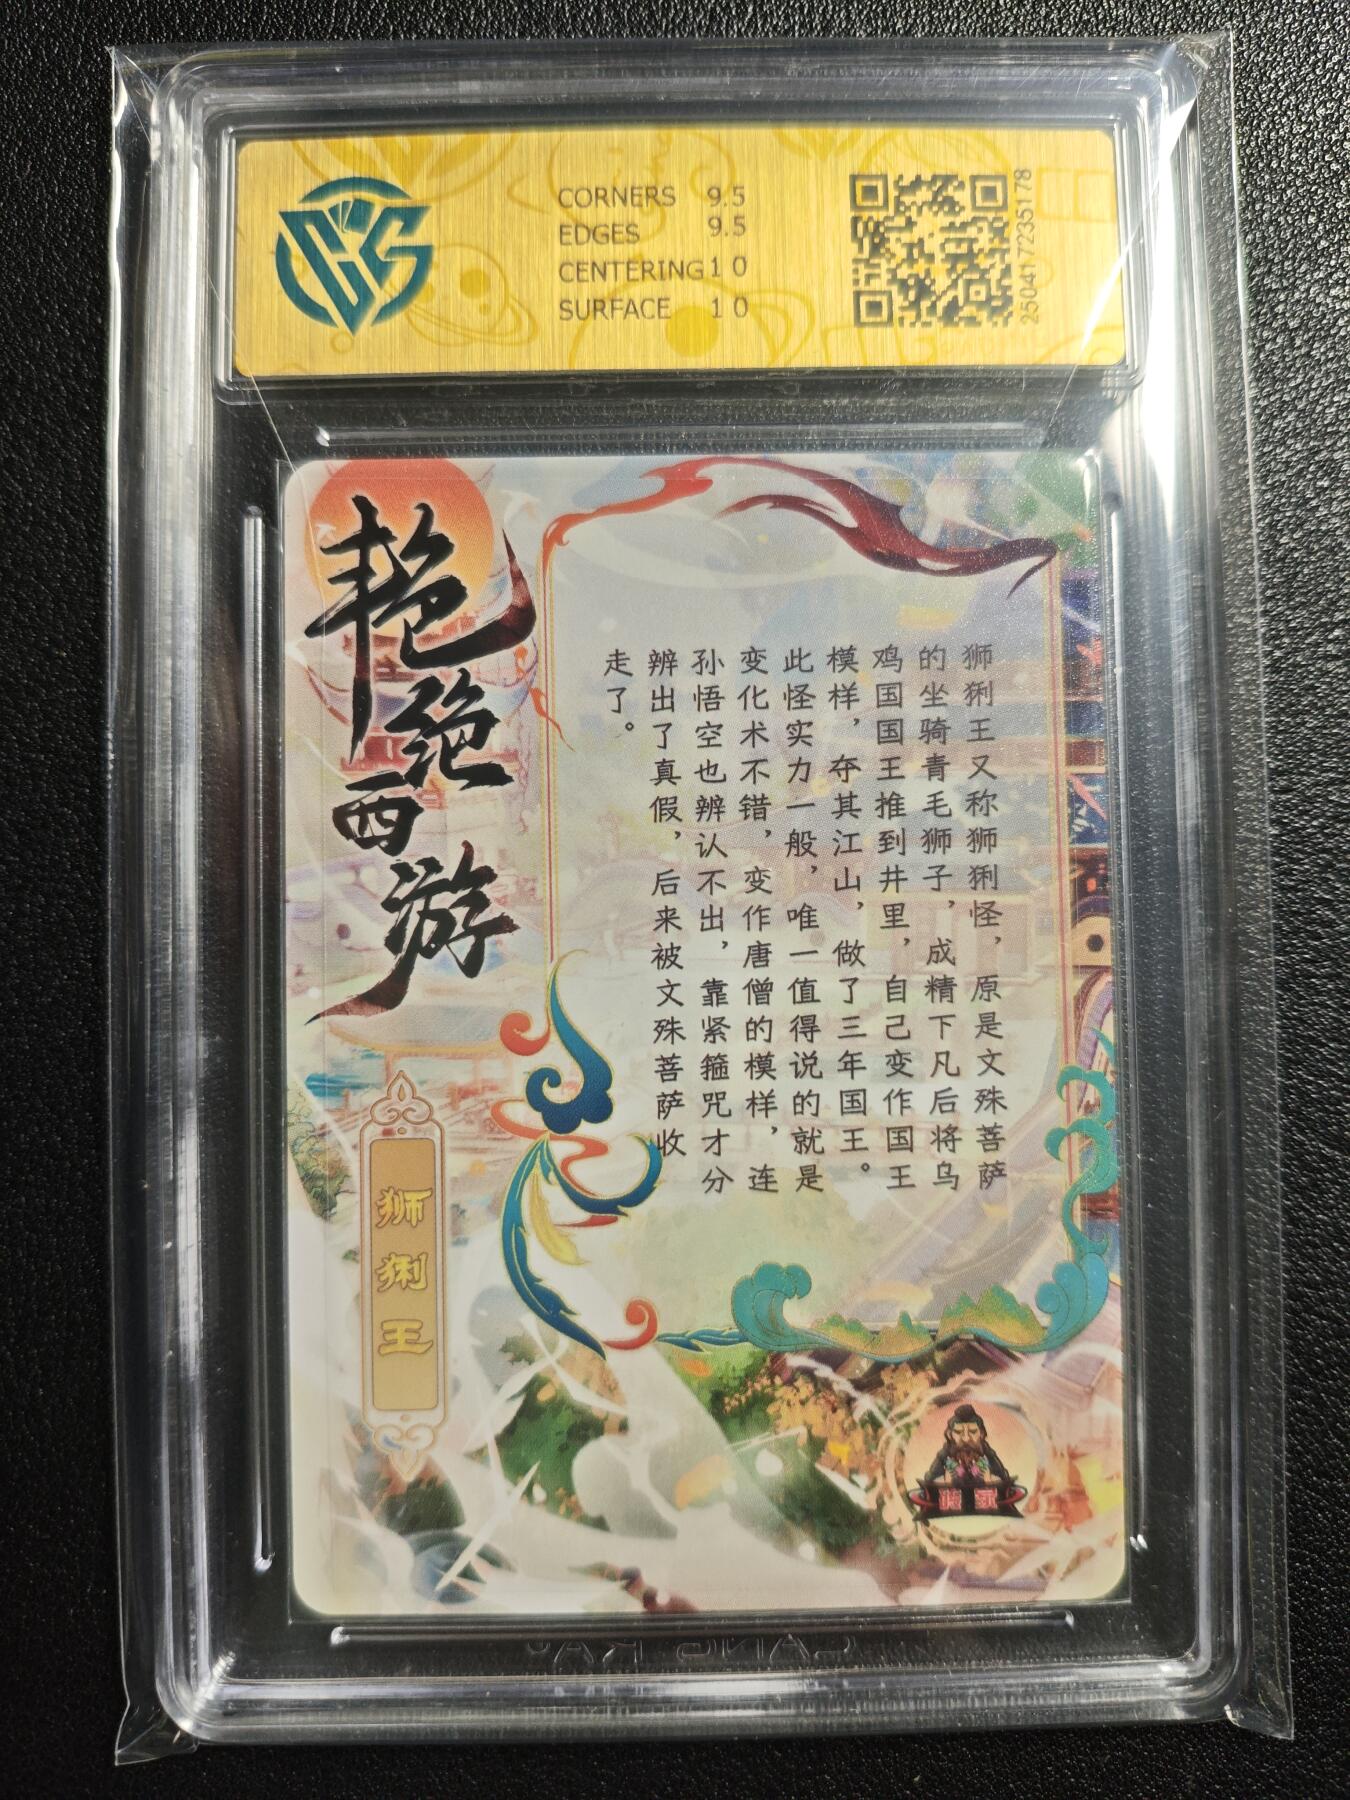 CORNERS 9.5
EDGES 9.5
CENTERING 10
SURFACE 10
250417235178
艳绝西游
狮猁王又称狮猁怪，原是文殊菩萨
的坐骑青毛狮子，成精下凡后将乌
鸡国国王推到井里，自己变作国王
模样，夺其江山，做了三年国王。
此怪实力一般，唯一值得说的就是
变化术不错，变作唐僧的模样，连
孙悟空也辨认不出，靠紧箍咒才分
辨出了真假，后来被文殊菩萨收
走了。
狮猁王